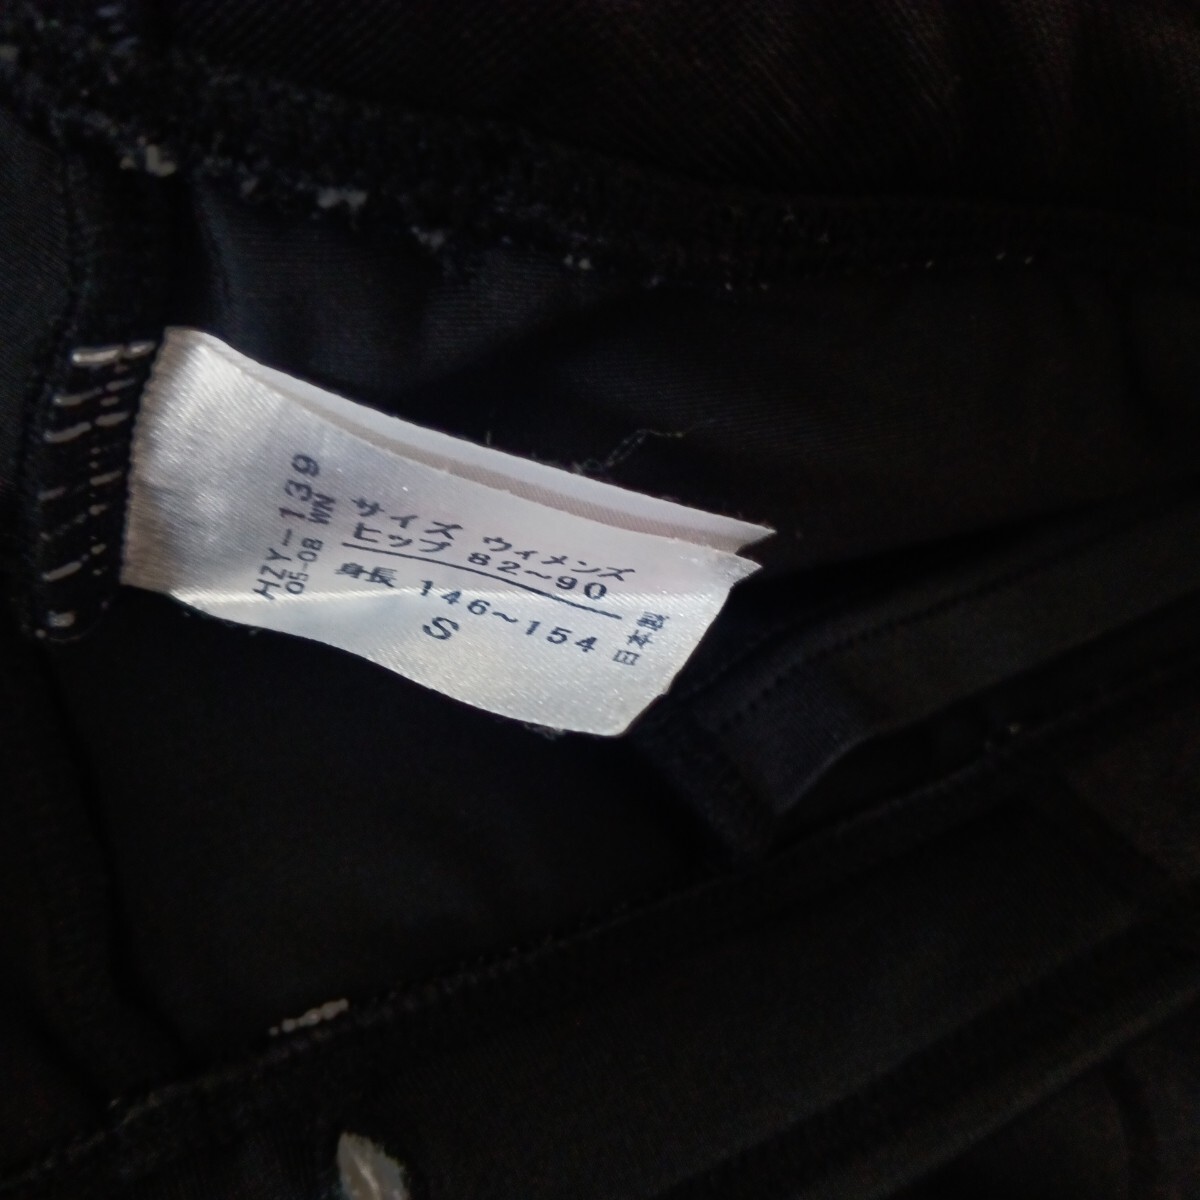 HZY-139
05-08 WN
サイズ ウィメンズ
ヒップ 82~90
身長 146~154
S
日本製